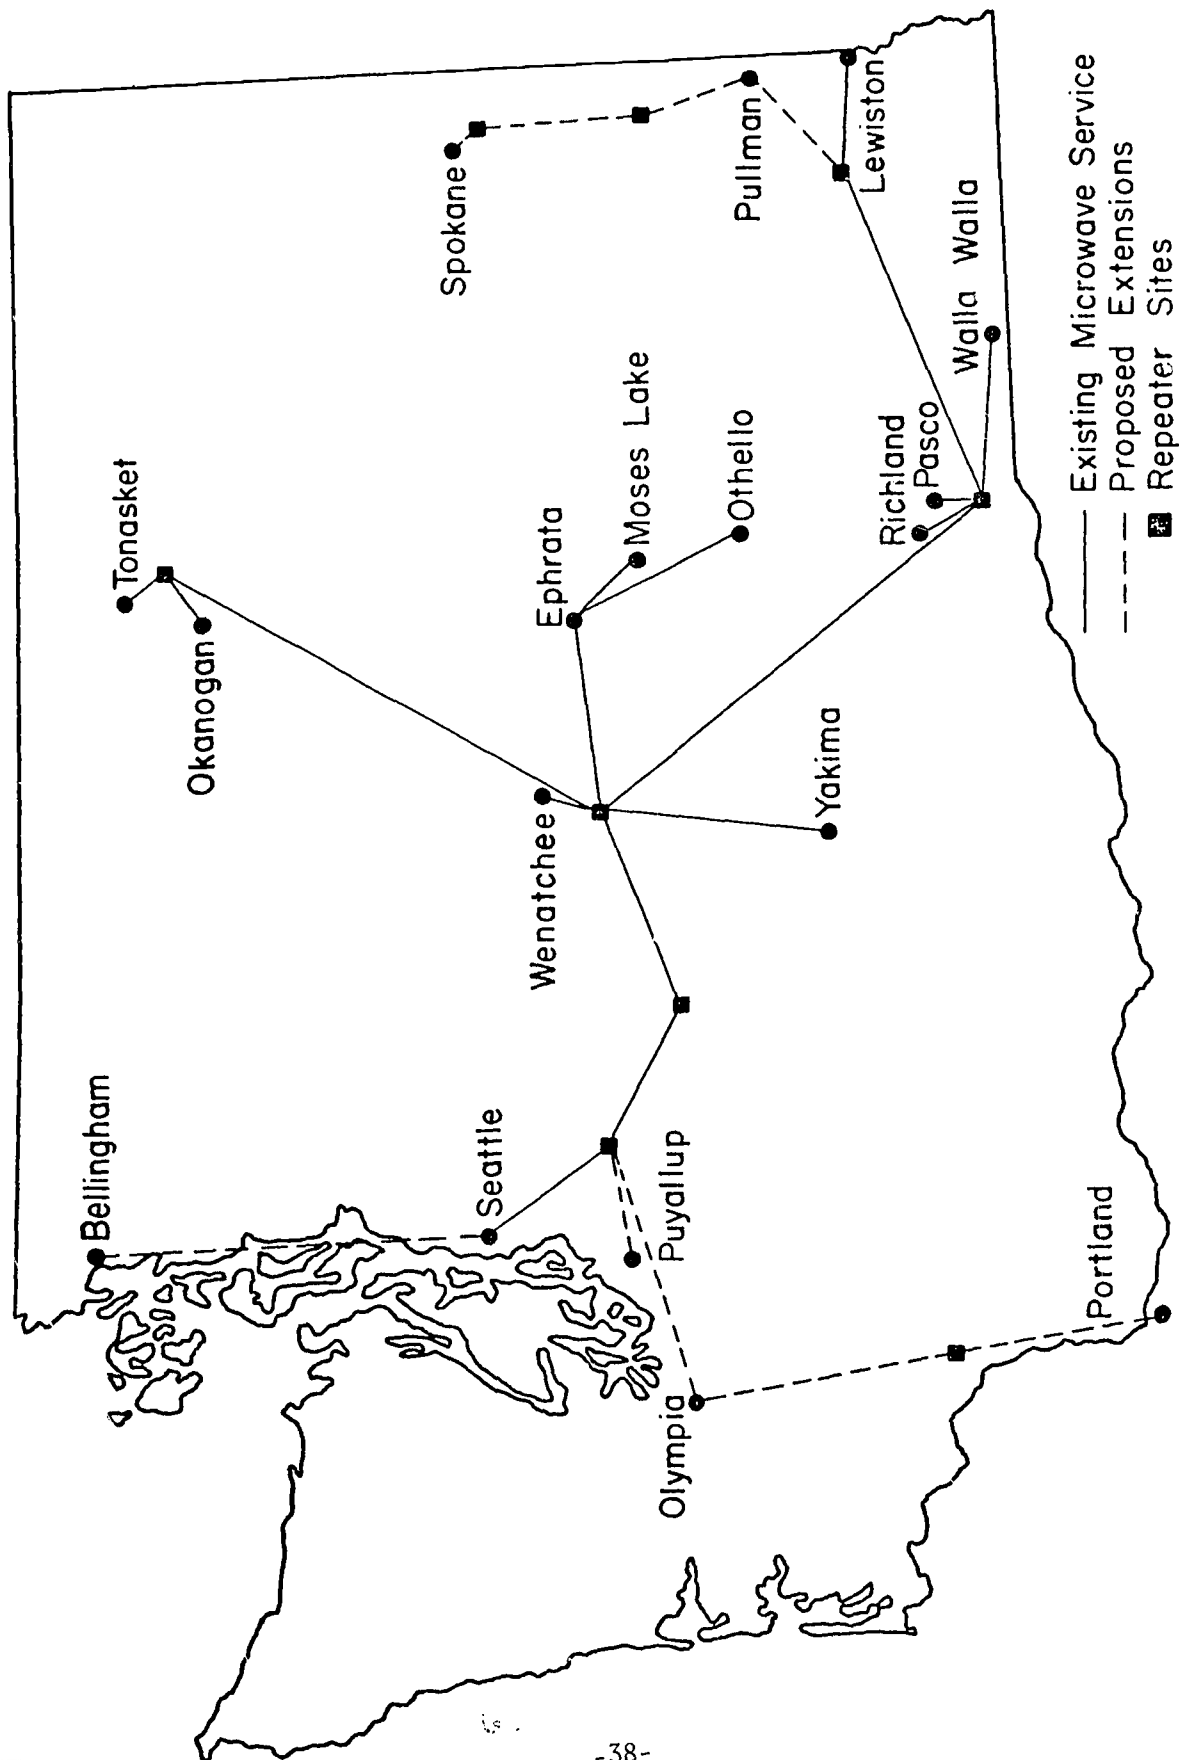 Bellingham
Tonasket
Okanogan
Spokane
Seattle
Wenatchee
Ephrata
Moses Lake
Othello
Pullman
Puyallup
Olympia
Yakima
Lewiston
Richland
Pasco
Walla Walla
Portland
Existing Microwave Service
Proposed Extensions
Repeater Sites
-38-